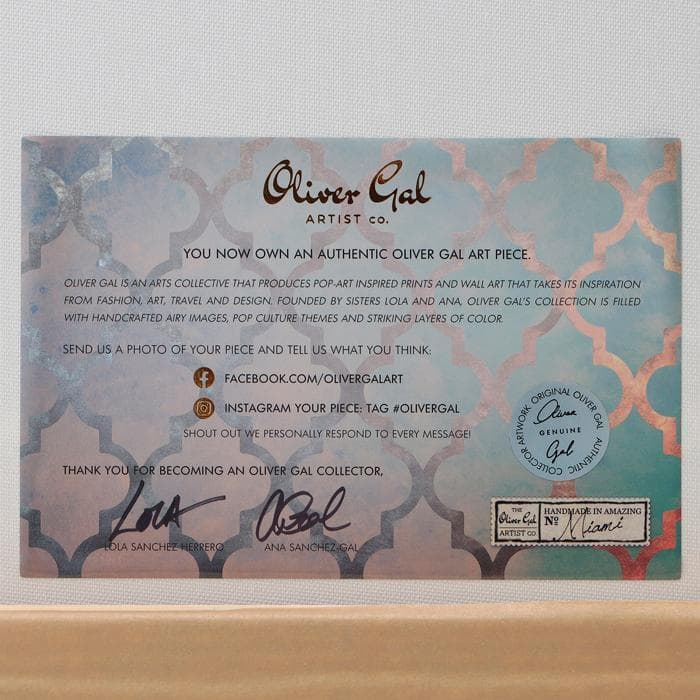 Oliver Gal
ARTIST CO.
YOU NOW OWN AN AUTHENTIC OLIVER GAL ART PIECE.
OLIVER GAL IS AN ARTS COLLECTIVE THAT PRODUCES POP-ART INSPIRED PRINTS AND WALL ART THAT TAKES ITS INSPIRATION
FROM FASHION, ART, TRAVEL AND DESIGN. FOUNDED BY SISTERS LOLA AND ANA, OLIVER GAL'S COLLECTION IS FILLED
WITH HANDCRAFTED AIRY IMAGES, POP CULTURE THEMES AND STRIKING LAYERS OF COLOR.
SEND US A PHOTO OF YOUR PIECE AND TELL US WHAT YOU THINK:
FACEBOOK.COM/OLIVERGALART
INSTAGRAM YOUR PIECE: TAG #OLIVERGAL
SHOUT OUT WE PERSONALLY RESPOND TO EVERY MESSAGE!
ARTWORK ORIGINAL OLIVER GAL AUTHENTIC COLLECTOR
Oliver
GENUINE
Gal
THANK YOU FOR BECOMING AN OLIVER GAL COLLECTOR,
LOLA
LOLA SANCHEZ HERRERO
ANA SANCHEZ-GAL
THE
Oliver Gal
ARTIST CO
HANDMADE IN AMAZING
Nº Miami